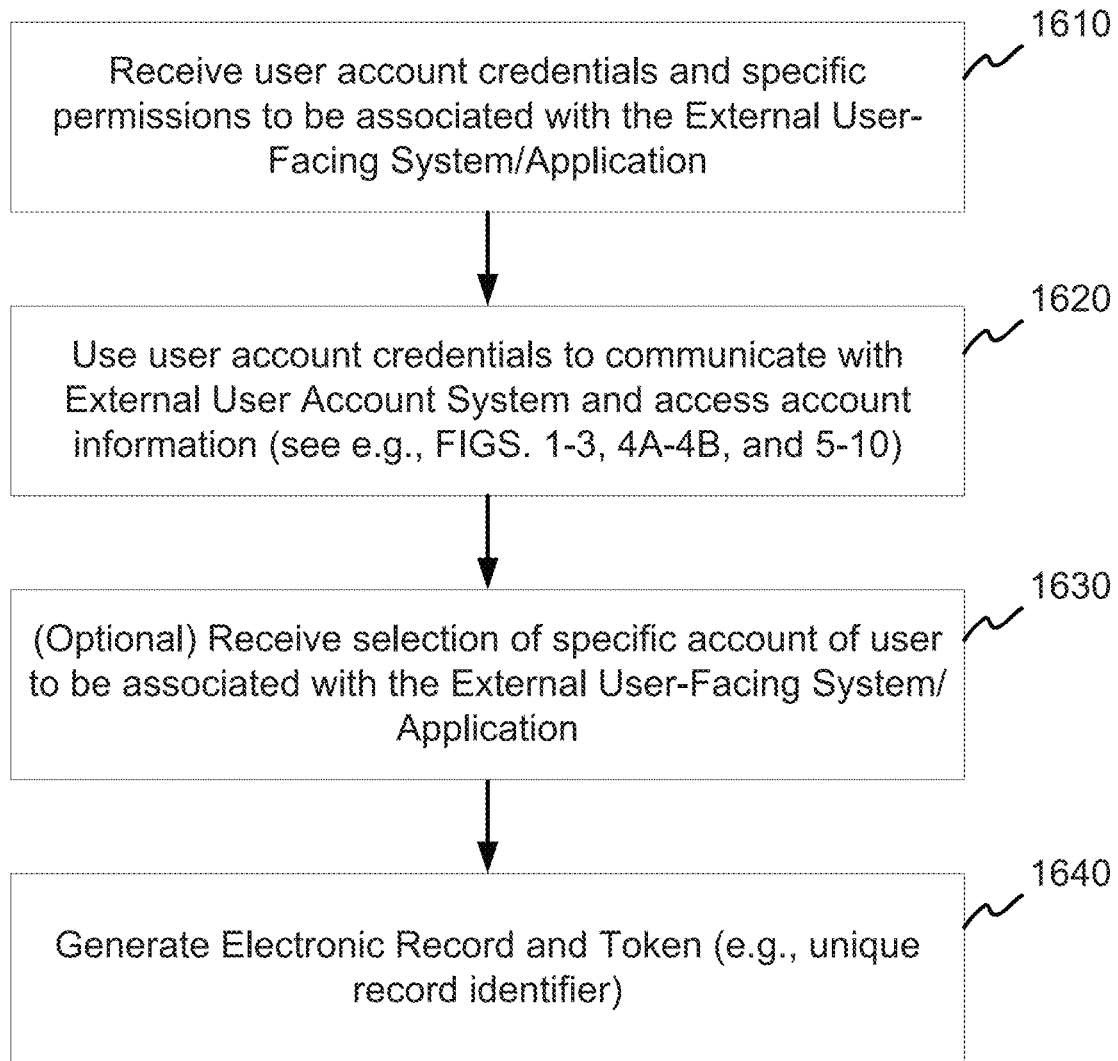 1610
Receive user account credentials and specific
permissions to be associated with the External User-
Facing System/Application
1620
Use user account credentials to communicate with
External User Account System and access account
information (see e.g., FIGS. 1-3, 4A-4B, and 5-10)
1630
(Optional) Receive selection of specific account of user
to be associated with the External User-Facing System/
Application
1640
Generate Electronic Record and Token (e.g., unique
record identifier)